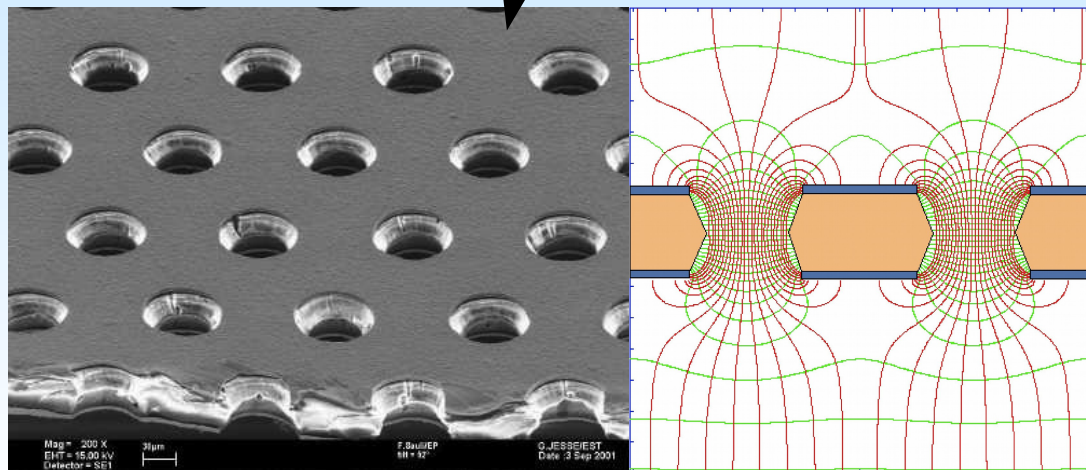 Mag = 200 X
EHT = 15.00 kV
Detector = SE1
30µm
F.Sauli/EP
tilt = 52°
G.JESSE/EST
Date :3 Sep 2001